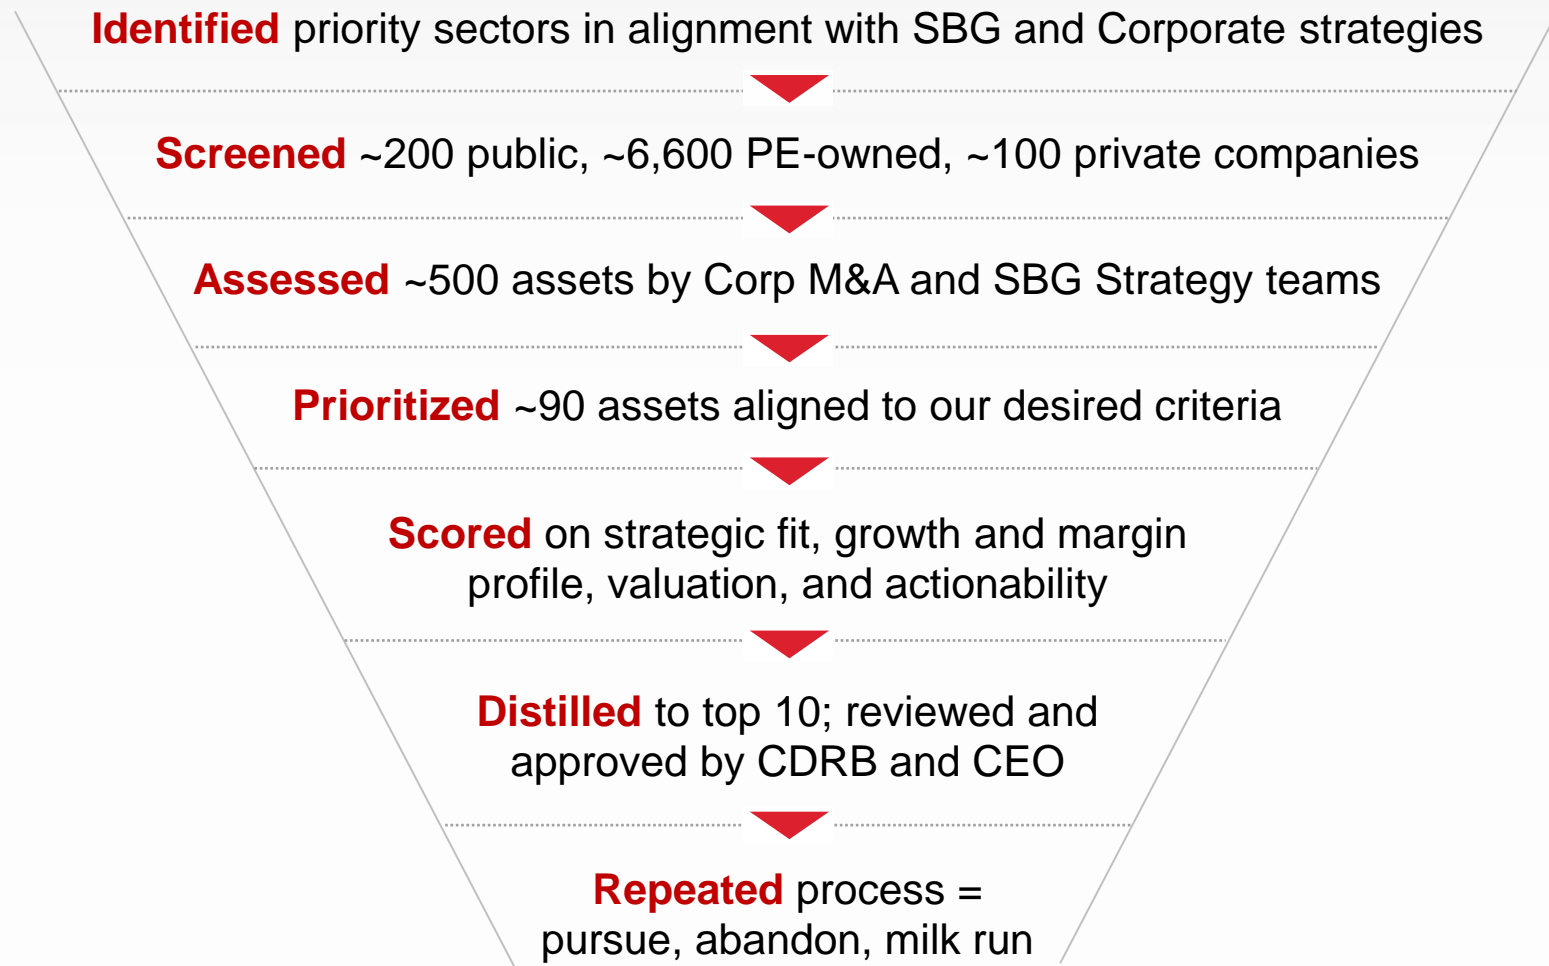 Identified priority sectors in alignment with SBG and Corporate strategies
Screened ~200 public, ~6,600 PE-owned, ~100 private companies
Assessed ~500 assets by Corp M&A and SBG Strategy teams
Prioritized ~90 assets aligned to our desired criteria
Scored on strategic fit, growth and margin
profile, valuation, and actionability
Distilled to top 10; reviewed and
approved by CDRB and CEO
Repeated process =
pursue, abandon, milk run